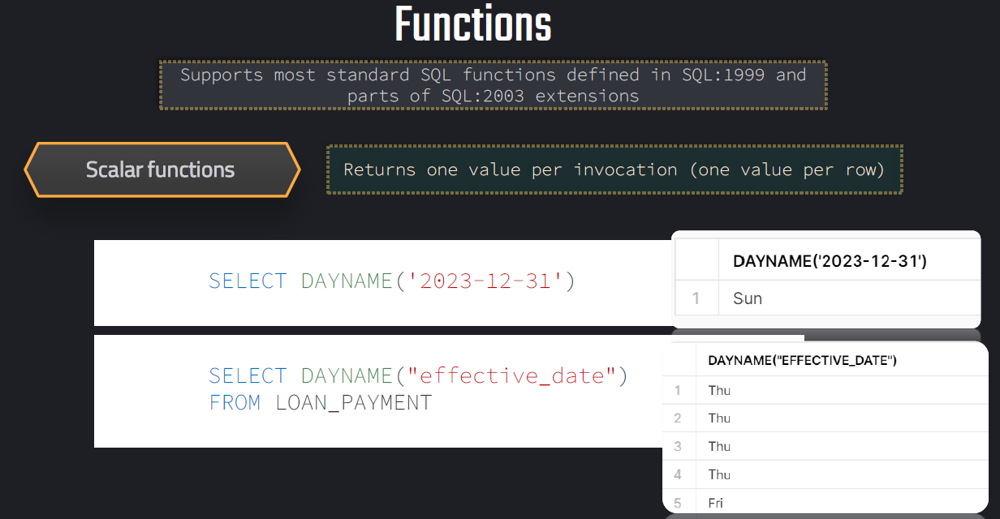 Functions
Supports most standard SQL functions defined in SQL:1999 and
parts of SQL:2003 extensions
Scalar functions
Returns one value per invocation (one value per row)
SELECT DAYNAME('2023-12-31')
DAYNAME('2023-12-31')
1 Sun
SELECT DAYNAME("effective_date")
FROM LOAN_PAYMENT
DAYNAME("EFFECTIVE_DATE")
1 Thu
2 Thu
3 Thu
4 Thu
5 Fri